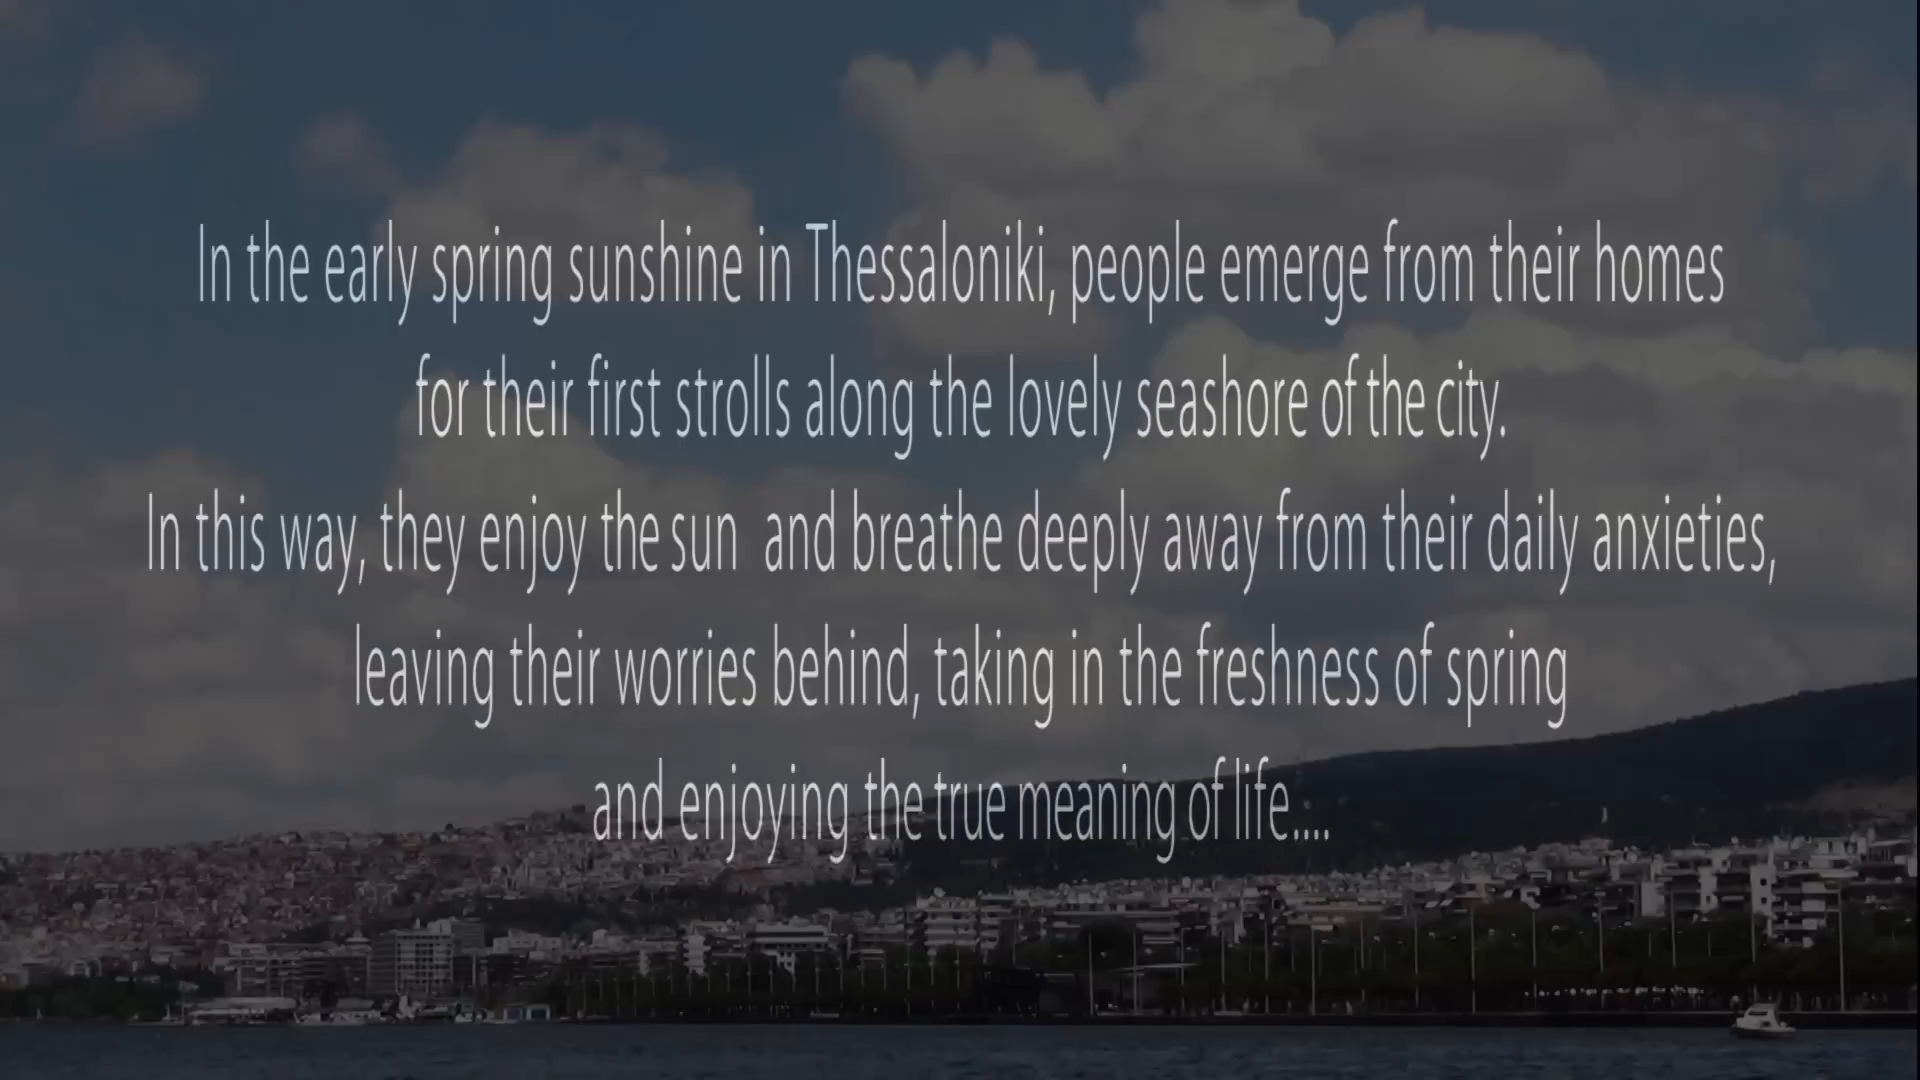 In the early spring sunshine in Thessaloniki, people emerge from their homes
for their first strolls along the lovely seashore of the city.
In this way, they enjoy the sun  and breathe deeply away from their daily anxieties,
leaving their worries behind, taking in the freshness of spring
and enjoying the true meaning of life....